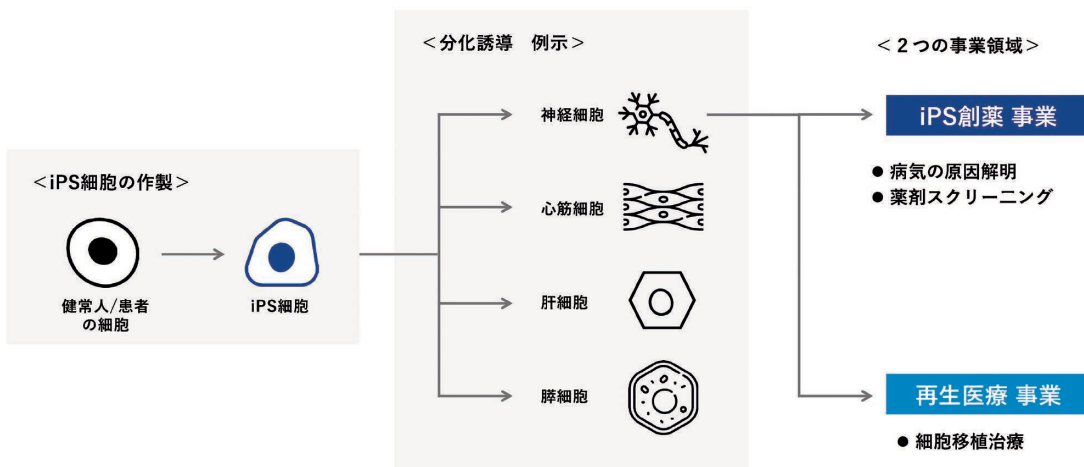 ＜iPS細胞の作製＞
健常人/患者
の細胞
iPS細胞
＜分化誘導　例示＞
神経細胞
心筋細胞
肝細胞
膵細胞
＜２つの事業領域＞
iPS創薬 事業
● 病気の原因解明
● 薬剤スクリーニング
再生医療 事業
● 細胞移植治療